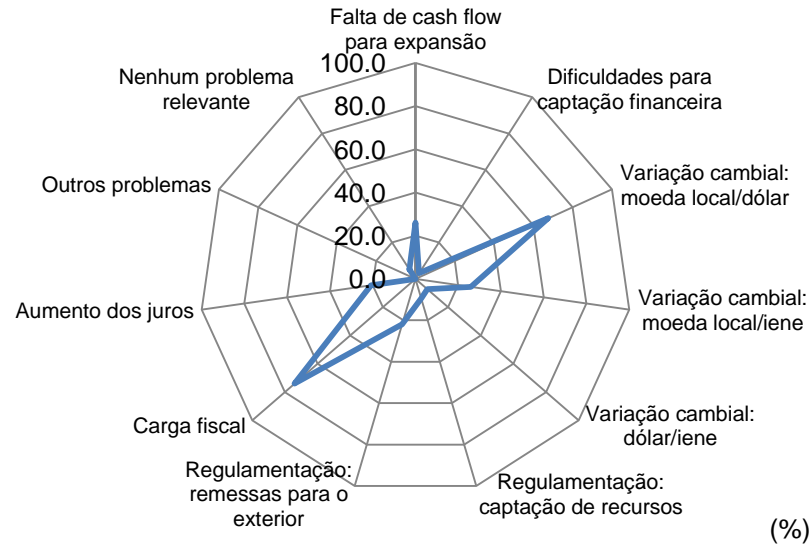 Falta de cash flow
para expansão
Dificuldades para
captação financeira
Variação cambial:
moeda local/dólar
Variação cambial:
moeda local/iene
Variação cambial:
dólar/iene
Regulamentação:
captação de recursos
Regulamentação:
remessas para o
exterior
Carga fiscal
Aumento dos juros
Outros problemas
Nenhum problema
relevante
100.0
80.0
60.0
40.0
20.0
0.0
(%)